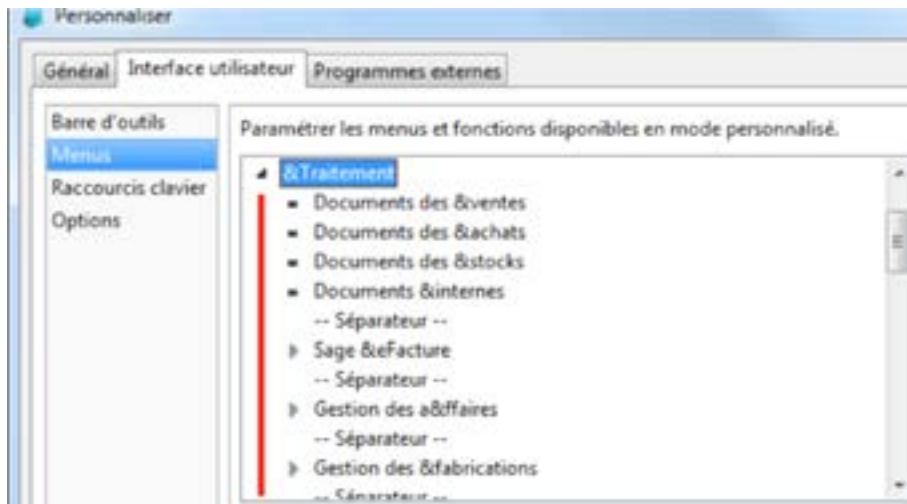 Personnaliser
Général Interface utilisateur Programmes externes
Barre d'outils
Menus
Raccourcis clavier
Options
Paramétrer les menus et fonctions disponibles en mode personnalisé.
&Traitement
Documents des &ventes
Documents des &achats
Documents des &stocks
Documents &internes
-- Séparateur --
Sage &eFacture
-- Séparateur --
Gestion des a&ffaires
-- Séparateur --
Gestion des &fabrications
-- Séparateur --